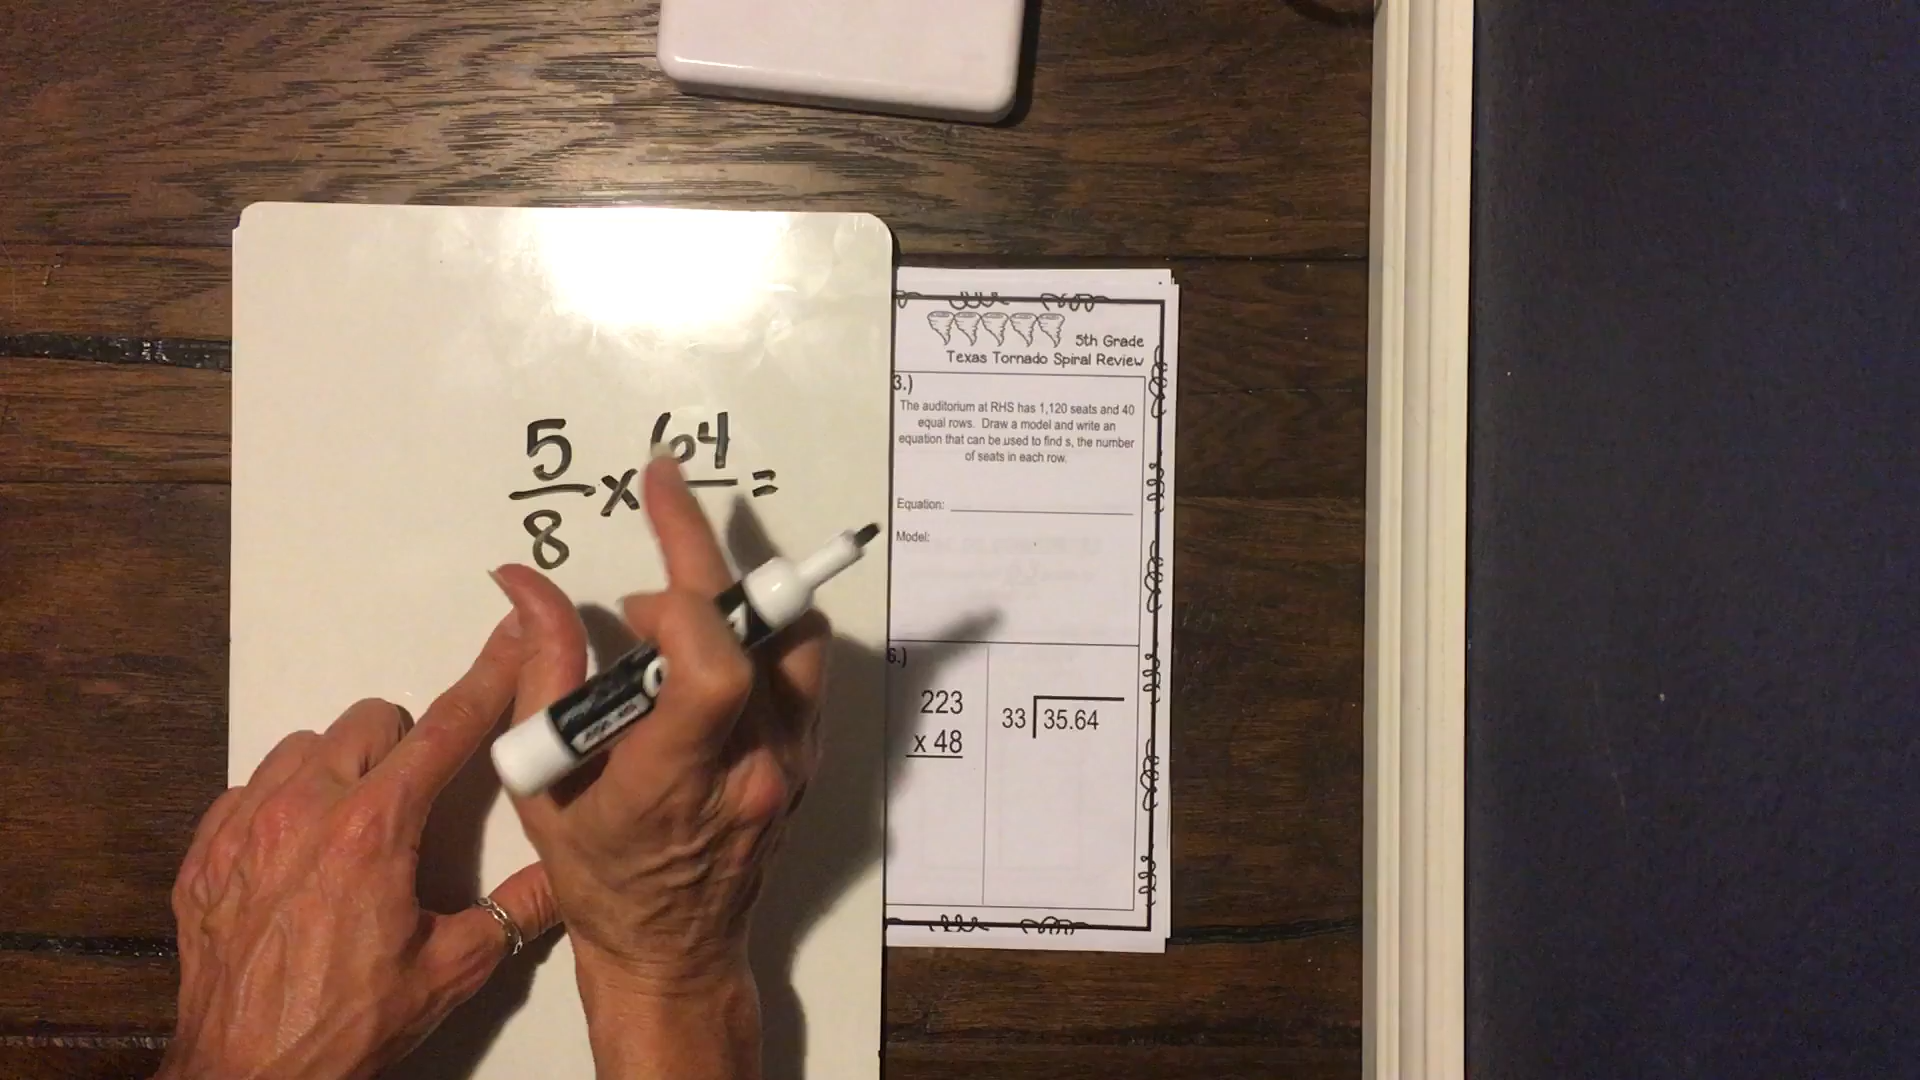 5/8 x 64/ =
5th Grade
Texas Tornado Spiral Review
3.)
The auditorium at RHS has 1,120 seats and 40
equal rows. Draw a model and write an
equation that can be used to find s, the number
of seats in each row.
Equation:
Model:
6.)
223
x 48
33 35.64